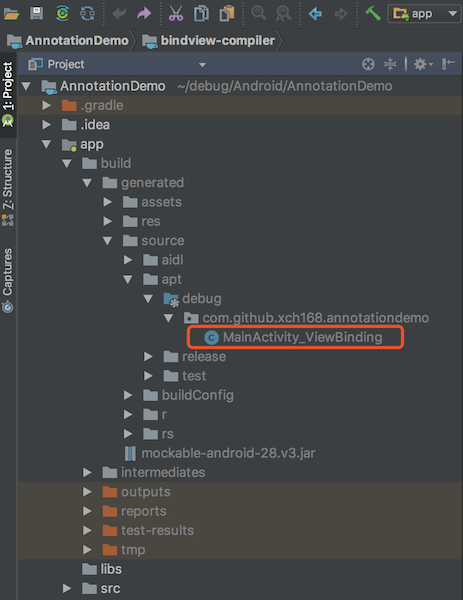 app
AnnotationDemo
bindview-compiler
1: Project
Z: Structure
Captures
Project
AnnotationDemo ~/debug/Android/AnnotationDemo
.gradle
.idea
app
build
generated
assets
res
source
aidl
apt
debug
com.github.xch168.annotationdemo
MainActivity_ViewBinding
release
test
buildConfig
r
rs
mockable-android-28.v3.jar
intermediates
outputs
reports
test-results
tmp
libs
src